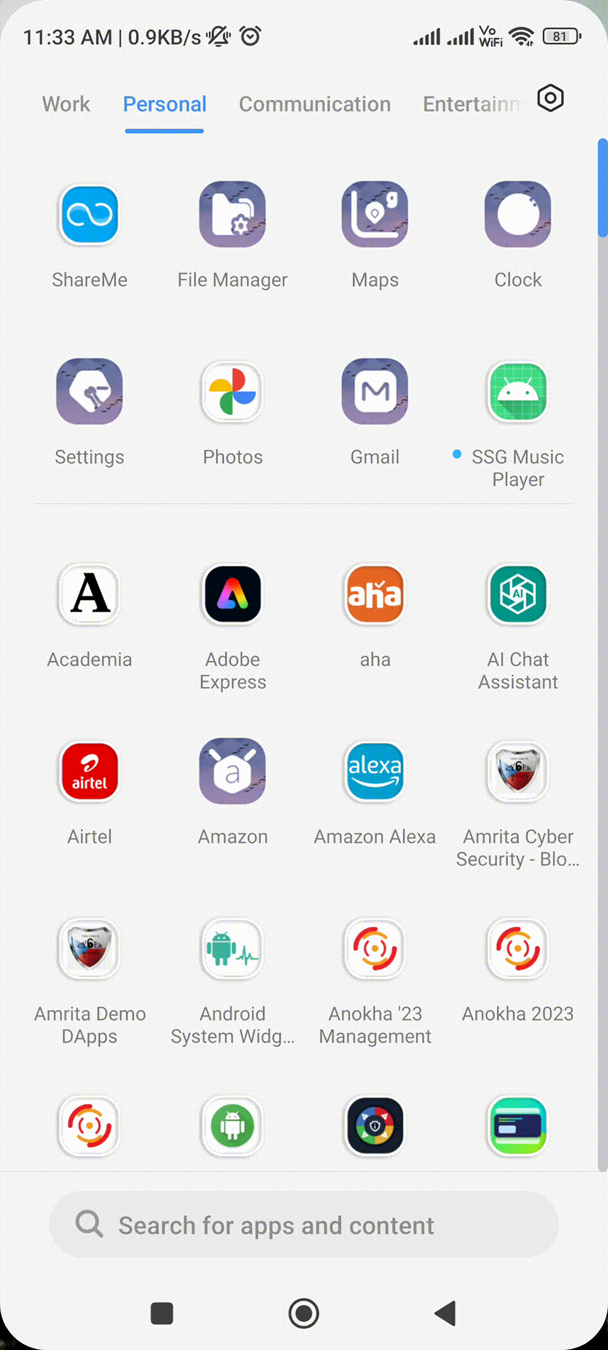 11:33 AM | 0.9KB/s
Vo
WiFi
81
Work Personal Communication Entertainm
ShareMe File Manager Maps Clock
Settings Photos Gmail SSG Music
Player
A
aha
AI
Academia Adobe aha AI Chat
Express Assistant
airtel
a
alexa
Airtel Amazon Amazon Alexa Amrita Cyber
Security - Blo...
Amrita Demo Android Anokha '23 Anokha 2023
DApps System Widg... Management
Search for apps and content